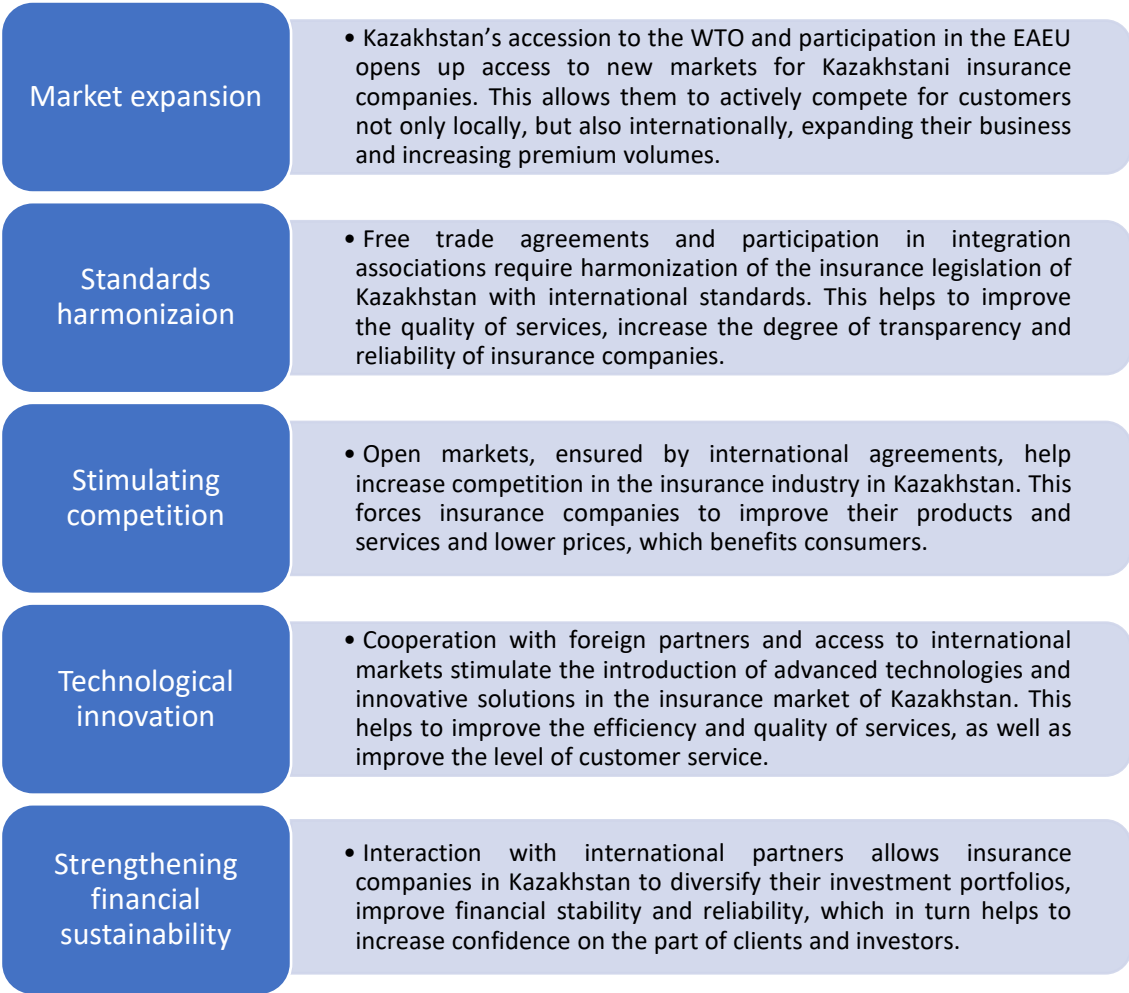 Market expansion
• Kazakhstan’s accession to the WTO and participation in the EAEU
opens up access to new markets for Kazakhstani insurance
companies. This allows them to actively compete for customers
not only locally, but also internationally, expanding their business
and increasing premium volumes.
Standards
harmonizaion
• Free trade agreements and participation in integration
associations require harmonization of the insurance legislation of
Kazakhstan with international standards. This helps to improve
the quality of services, increase the degree of transparency and
reliability of insurance companies.
Stimulating
competition
• Open markets, ensured by international agreements, help
increase competition in the insurance industry in Kazakhstan. This
forces insurance companies to improve their products and
services and lower prices, which benefits consumers.
Technological
innovation
• Cooperation with foreign partners and access to international
markets stimulate the introduction of advanced technologies and
innovative solutions in the insurance market of Kazakhstan. This
helps to improve the efficiency and quality of services, as well as
improve the level of customer service.
Strengthening
financial
sustainability
• Interaction with international partners allows insurance
companies in Kazakhstan to diversify their investment portfolios,
improve financial stability and reliability, which in turn helps to
increase confidence on the part of clients and investors.